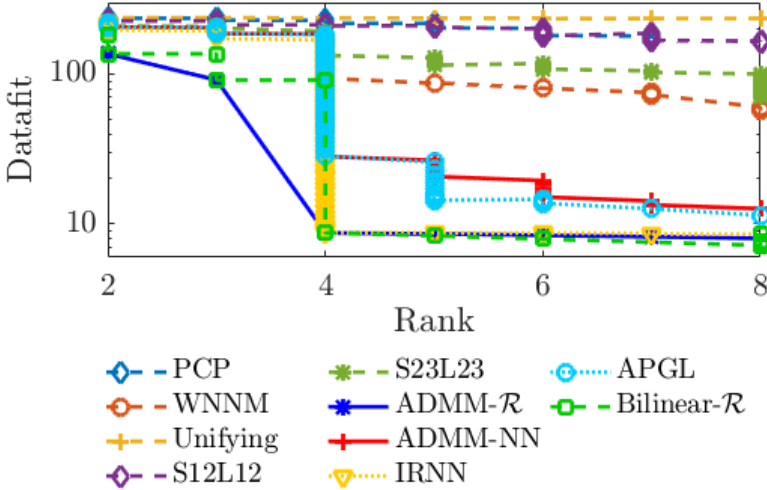 Datafit
100
10
2
4
6
8
Rank
PCP
WNNM
Unifying
S12L12
S23L23
ADMM-ℛ
ADMM-NN
IRNN
APGL
Bilinear-ℛ